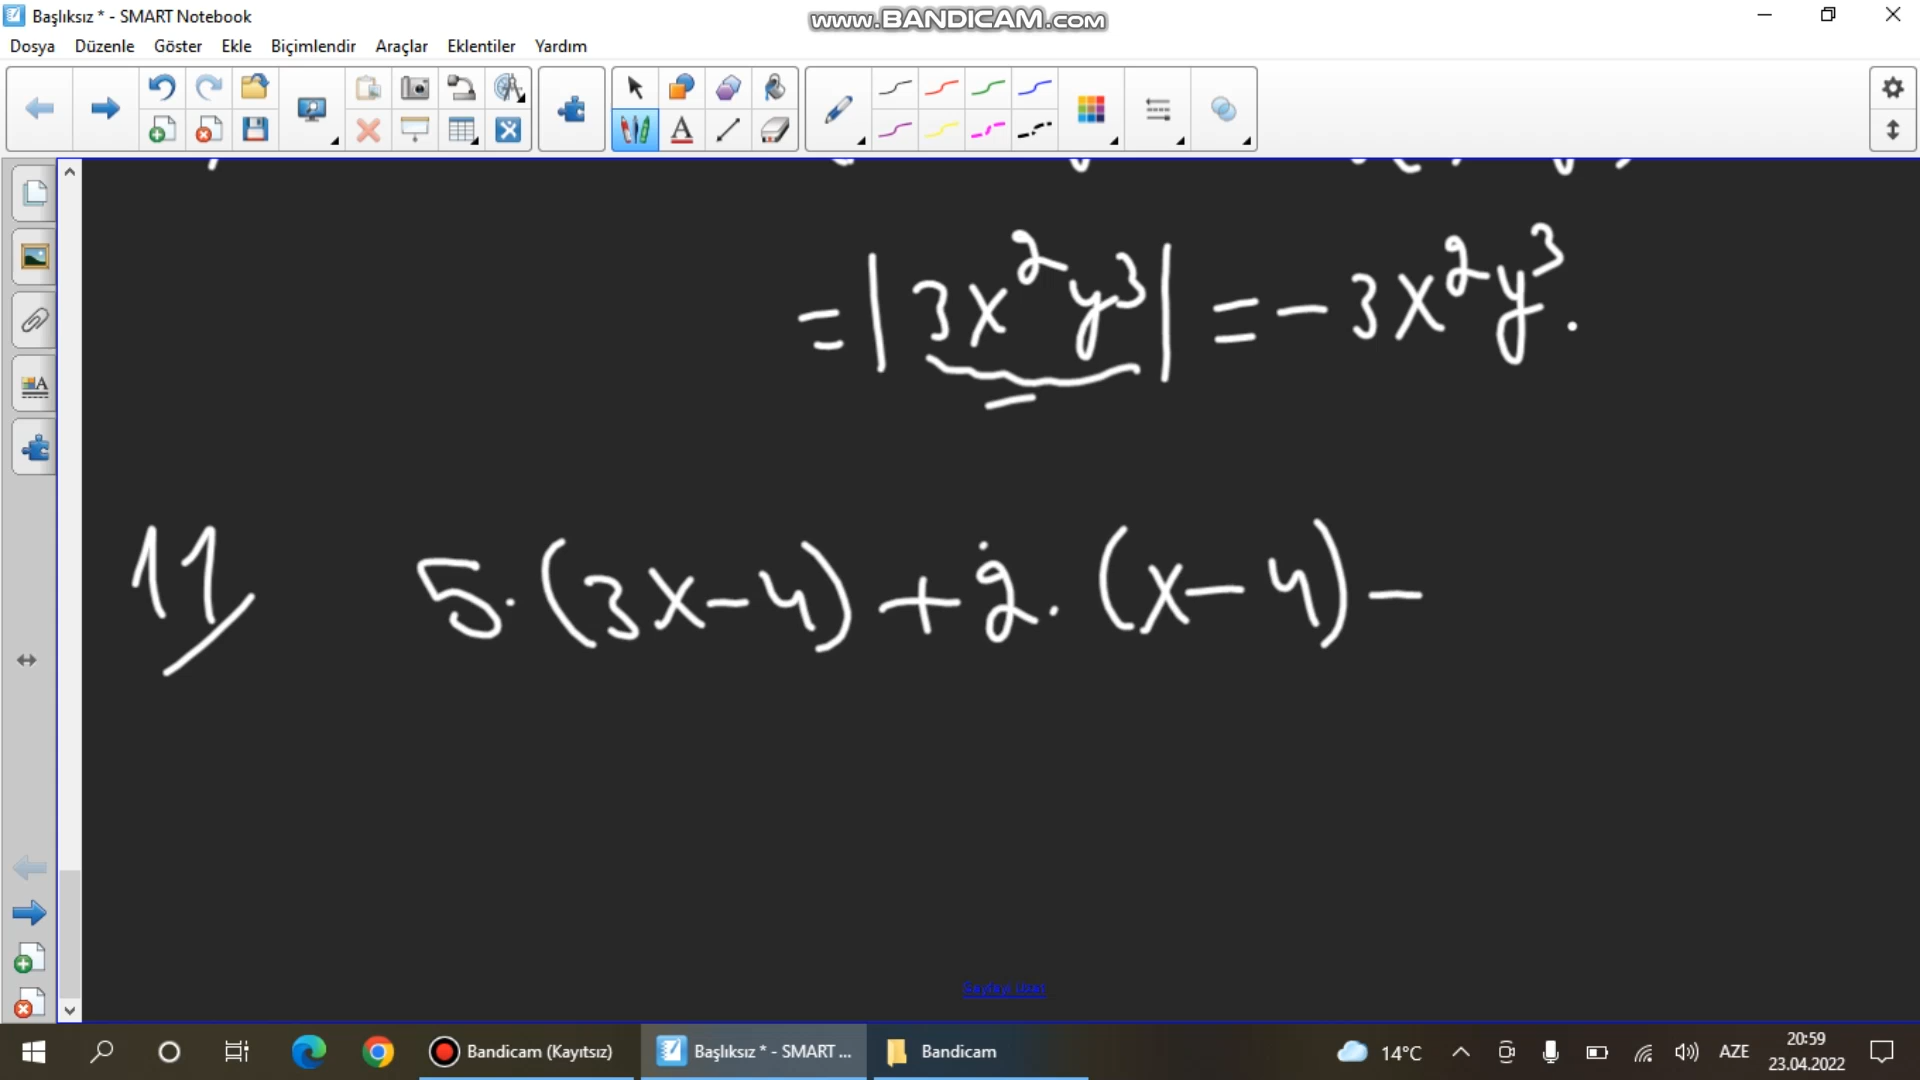 Başlıksız * - SMART Notebook
www.BANDICAM.com
Dosya Düzenle Göster Ekle Biçimlendir Araçlar Eklentiler Yardım
= |3x²y³| = -3x²y³.
11/ 5·(3x-4)+2·(x-4)-
Bandicam (Kayıtsız) Başlıksız * - SMART ... Bandicam 14°C AZE 20:59
23.04.2022